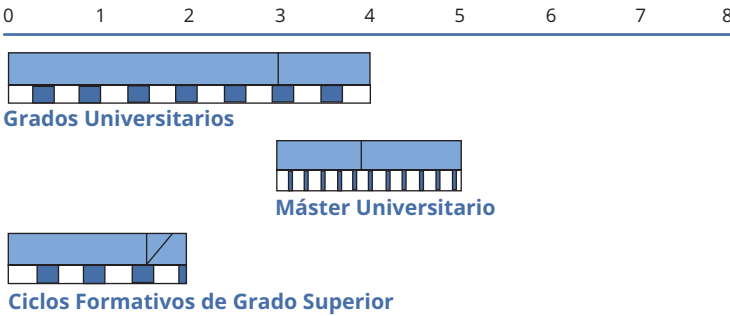 0 1 2 3 4 5 6 7 8
Grados Universitarios
Máster Universitario
Ciclos Formativos de Grado Superior